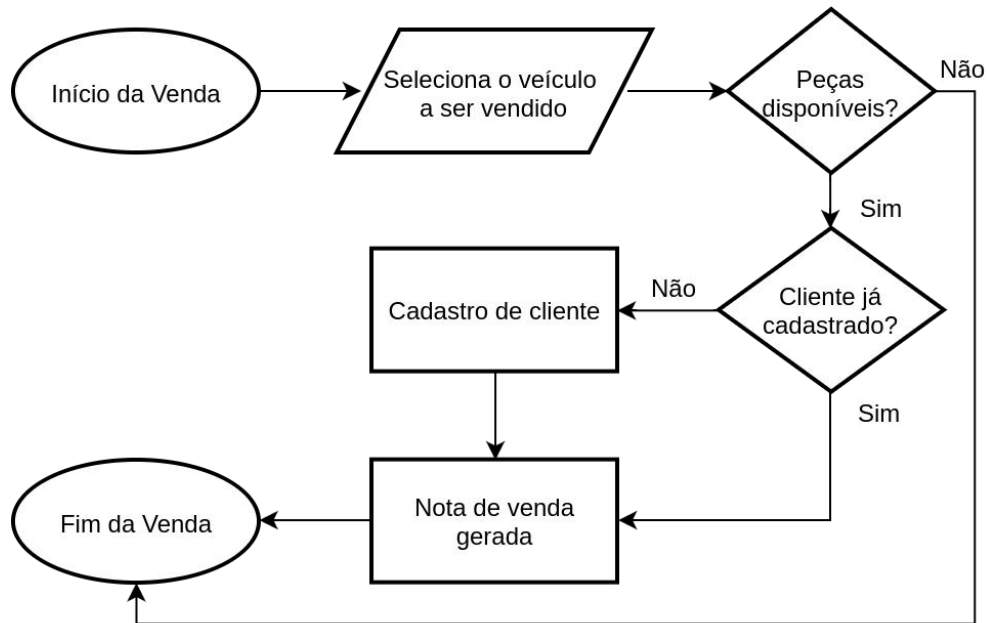 Início da Venda
Seleciona o veículo
a ser vendido
Peças
disponíveis?
Não
Sim
Cliente já
cadastrado?
Não
Cadastro de cliente
Sim
Nota de venda
gerada
Fim da Venda